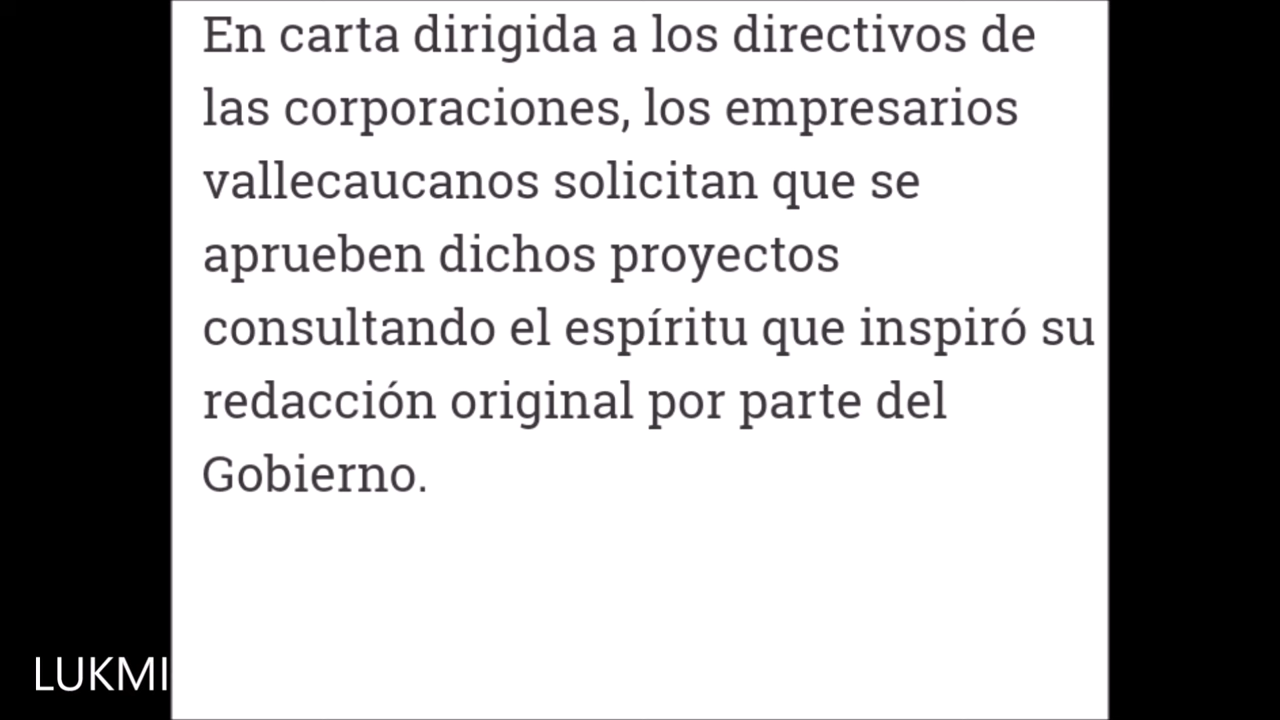 En carta dirigida a los directivos de
las corporaciones, los empresarios
vallecaucanos solicitan que se
aprueben dichos proyectos
consultando el espíritu que inspiró su
redacción original por parte del
Gobierno.
LUKMI